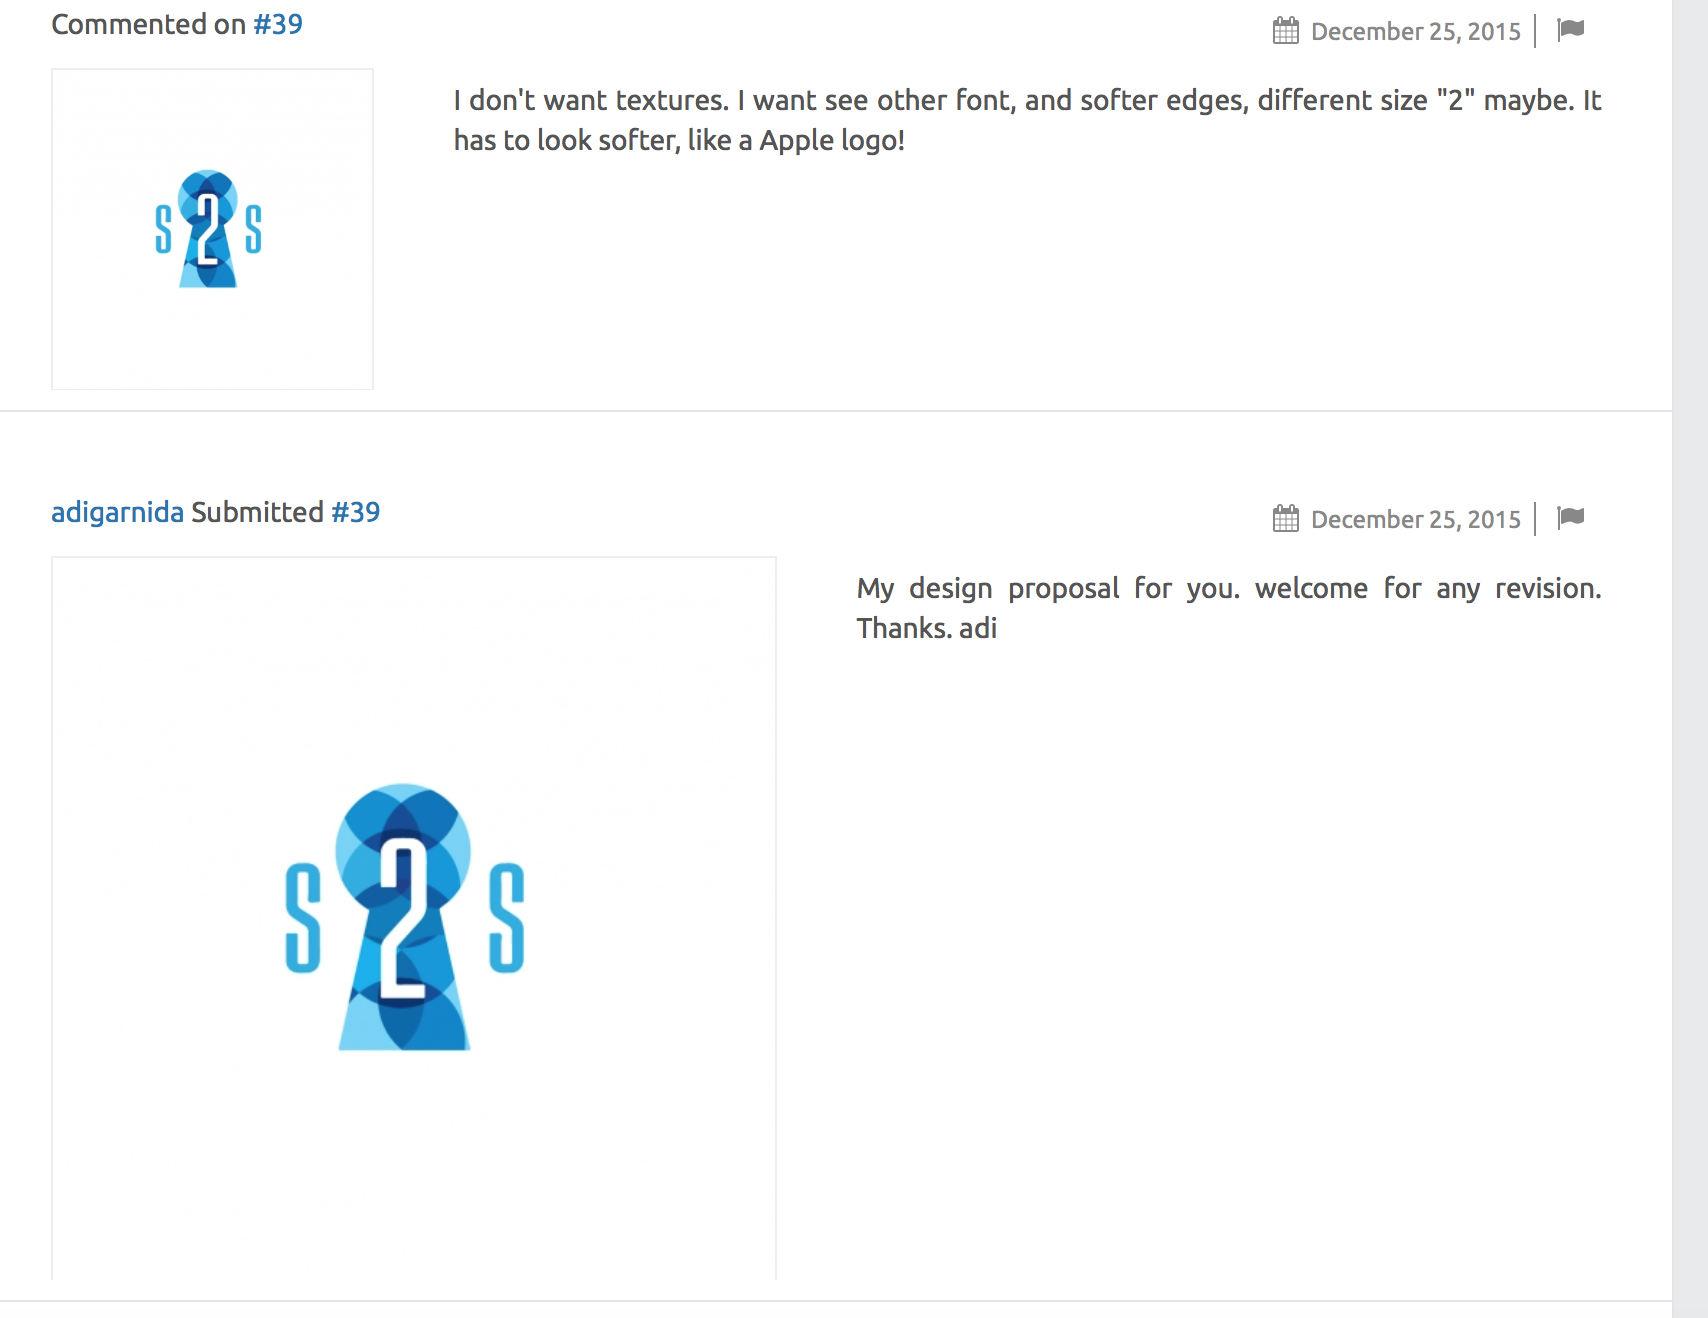 Commented on #39
December 25, 2015
I don't want textures. I want see other font, and softer edges, different size "2" maybe. It
has to look softer, like a Apple logo!
S2S
adigarnida Submitted #39
December 25, 2015
My design proposal for you. welcome for any revision.
Thanks. adi
S2S